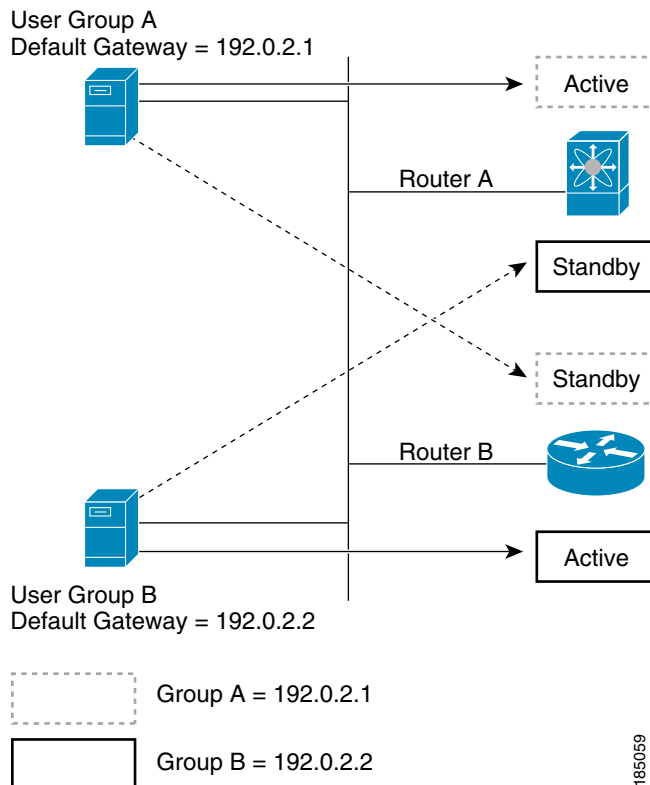 User Group A
Default Gateway = 192.0.2.1
Active
Router A
Standby
Standby
Router B
Active
User Group B
Default Gateway = 192.0.2.2
Group A = 192.0.2.1
Group B = 192.0.2.2
185059